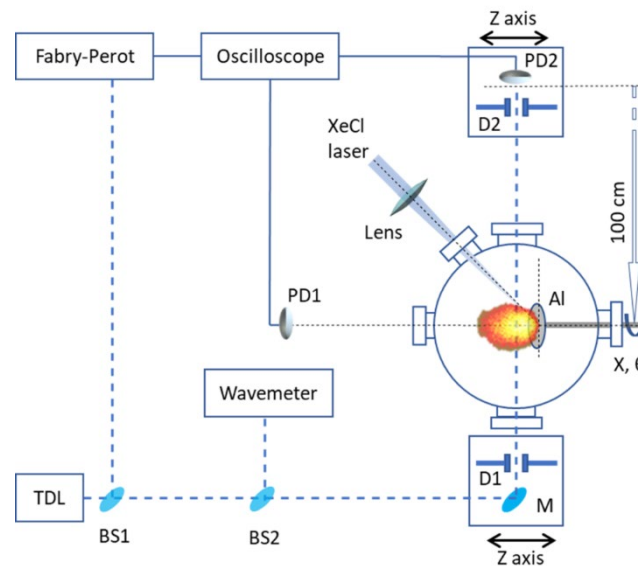 Z axis
Fabry-Perot
Oscilloscope
PD2
D2
XeCl
laser
Lens
100 cm
PD1
Al
X,
Wavemeter
TDL
D1
M
BS1
BS2
Z axis